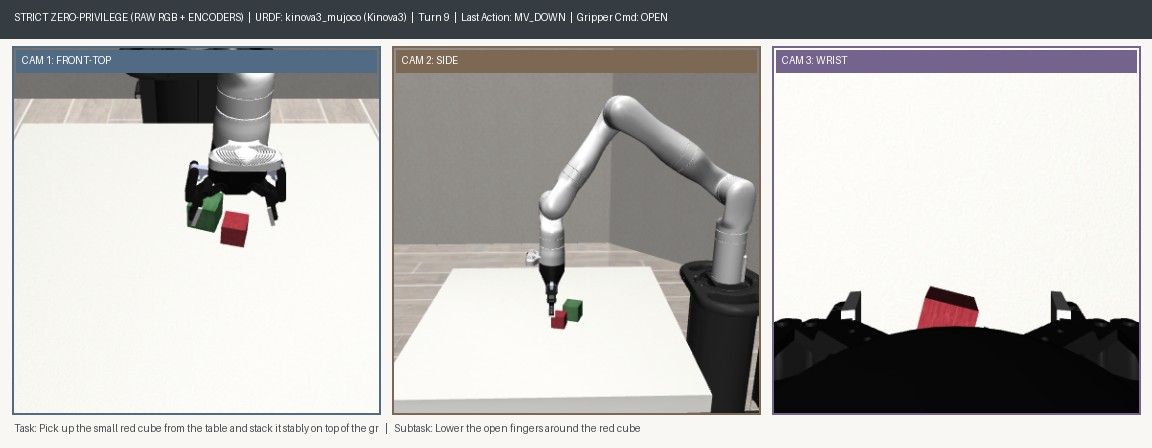 STRICT ZERO-PRIVILEGE (RAW RGB + ENCODERS) | URDF: kinova3_mujoco (Kinova3) | Turn 9 | Last Action: MV_DOWN | Gripper Cmd: OPEN
CAM 1: FRONT-TOP
CAM 2: SIDE
CAM 3: WRIST
Task: Pick up the small red cube from the table and stack it stably on top of the gr | Subtask: Lower the open fingers around the red cube